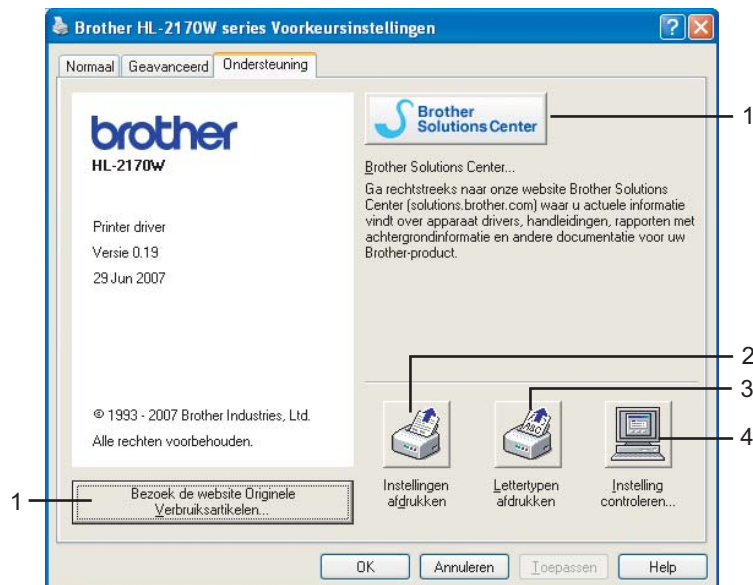 Brother HL-2170W series Voorkeursinstellingen
Normaal Geavanceerd Ondersteuning
brother
HL-2170W
Printer driver
Versie 0.19
29 Jun 2007
© 1993 - 2007 Brother Industries, Ltd.
Alle rechten voorbehouden.
1
Bezoek de website Originele
Verbruiksartikelen...
Brother
Solutions Center
1
Brother Solutions Center...
Ga rechtstreeks naar onze website Brother Solutions
Center (solutions.brother.com) waar u actuele informatie
vindt over apparaat drivers, handleidingen, rapporten met
achtergrondinformatie en andere documentatie voor uw
Brother-product.
2
3
4
ABC
Instellingen
afdrukken
Lettertypen
afdrukken
Instelling
controleren...
OK Annuleren Toepassen Help